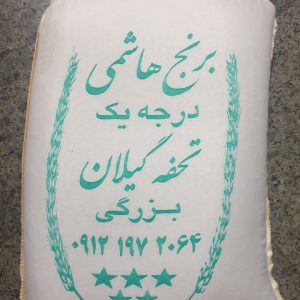 برنج هاشمی
درجه یک
تحفه گیلان
بزرگی
۰۹۱۲ ۱۹۷ ۲۰۶۴